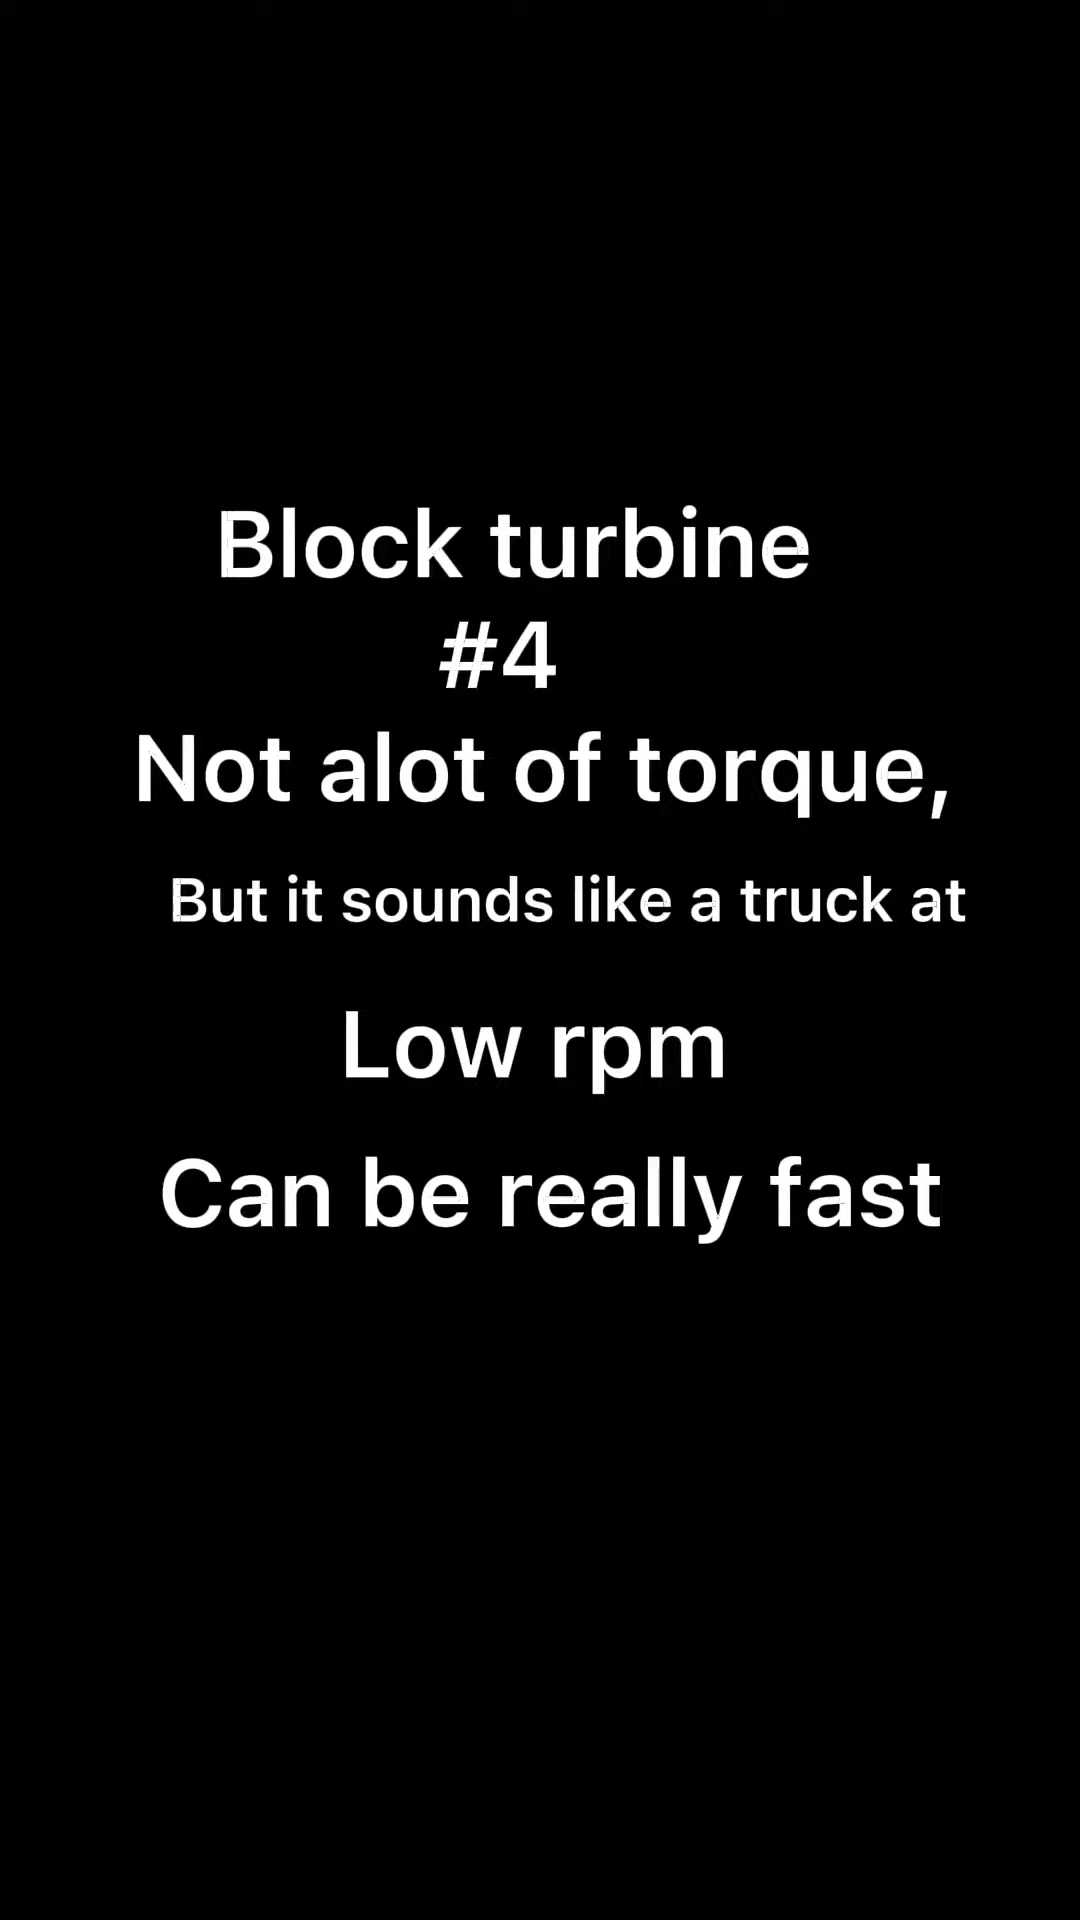 Block turbine
#4
Not alot of torque,
But it sounds like a truck at
Low rpm
Can be really fast